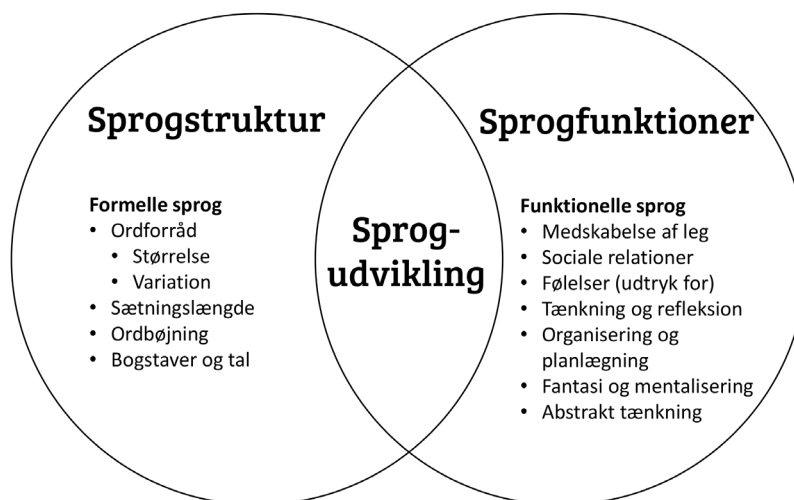 Sprogstruktur
Formelle sprog
• Ordforråd
• Størrelse
• Variation
• Sætningslængde
• Ordbøjning
• Bogstaver og tal
Sprog-
udvikling
Sprogfunktioner
Funktionelle sprog
• Medskabelse af leg
• Sociale relationer
• Følelser (udtryk for)
• Tænkning og refleksion
• Organisering og
planlægning
• Fantasi og mentalisering
• Abstrakt tænkning